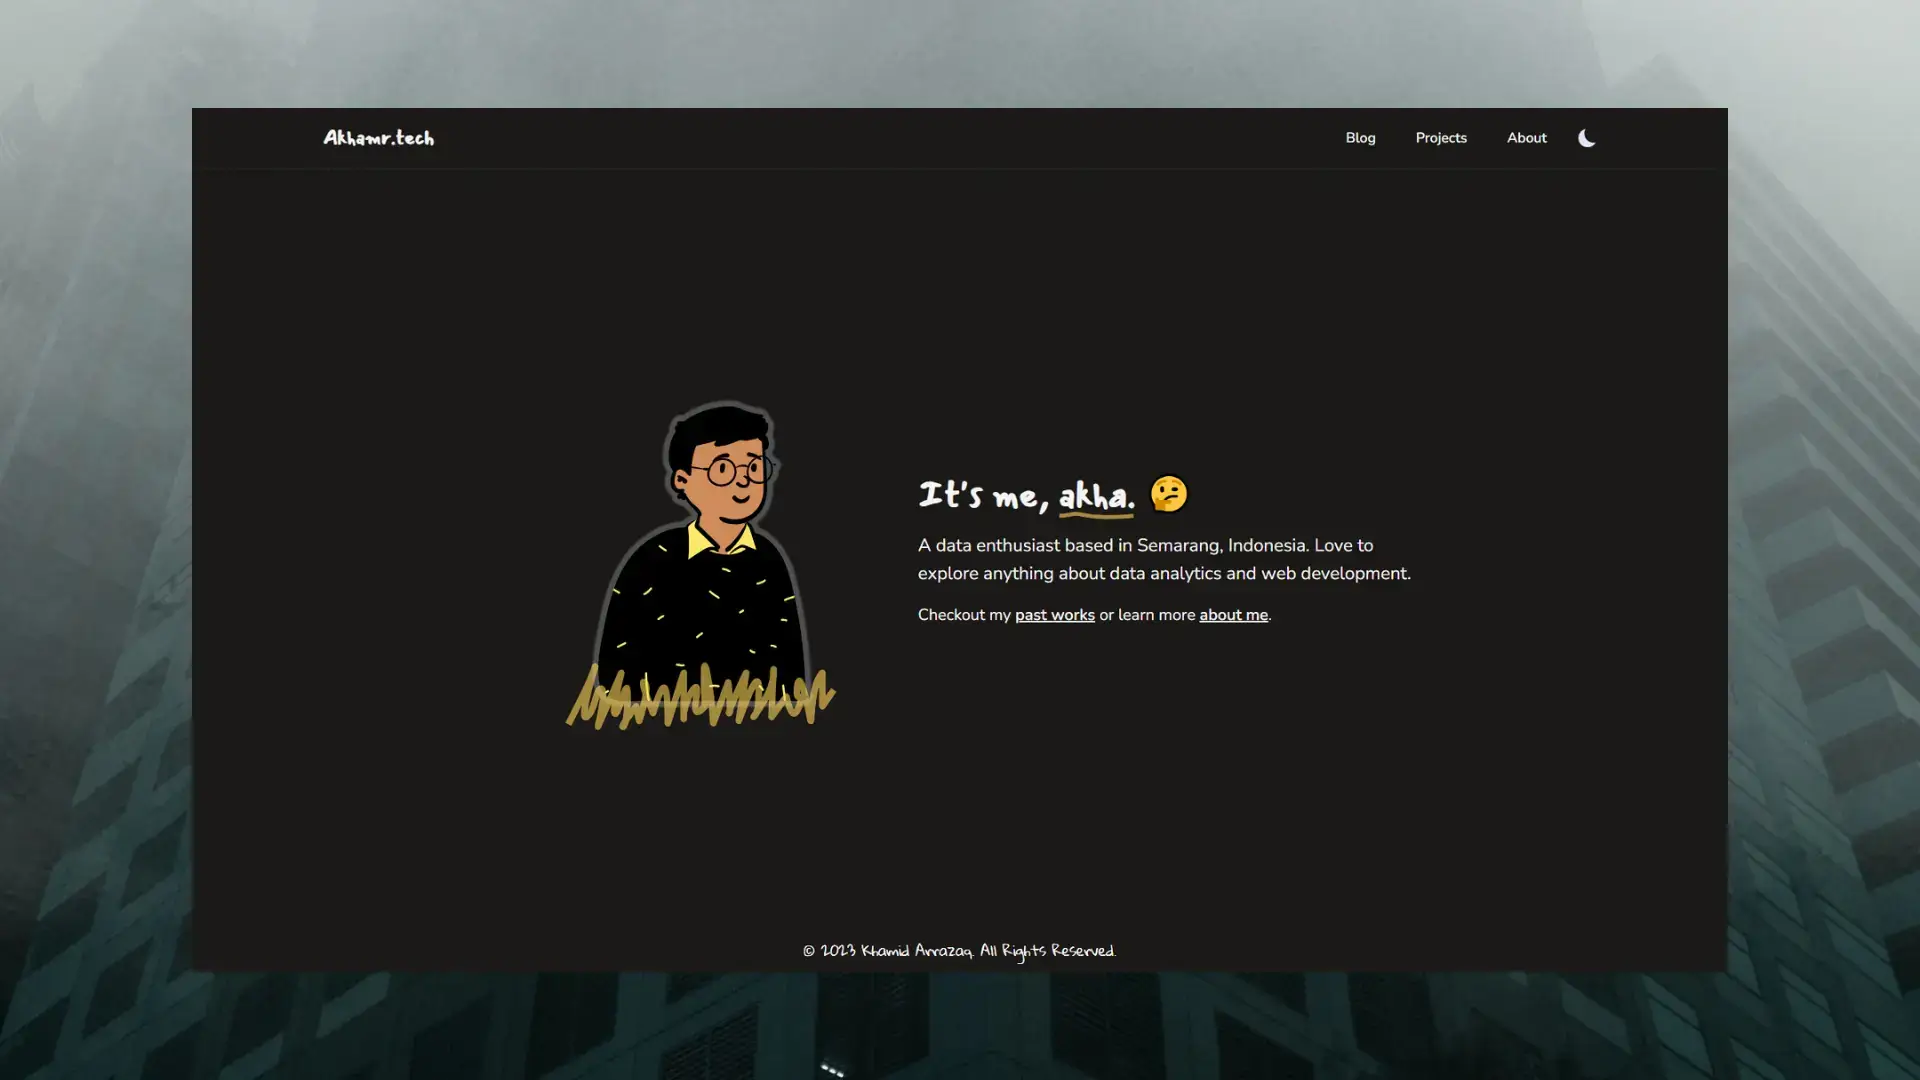 Akhamr.tech
Blog Projects About
It's me, akha. 🤔
A data enthusiast based in Semarang, Indonesia. Love to
explore anything about data analytics and web development.
Checkout my past works or learn more about me.
© 2023 Khamid Arrazaq. All Rights Reserved.